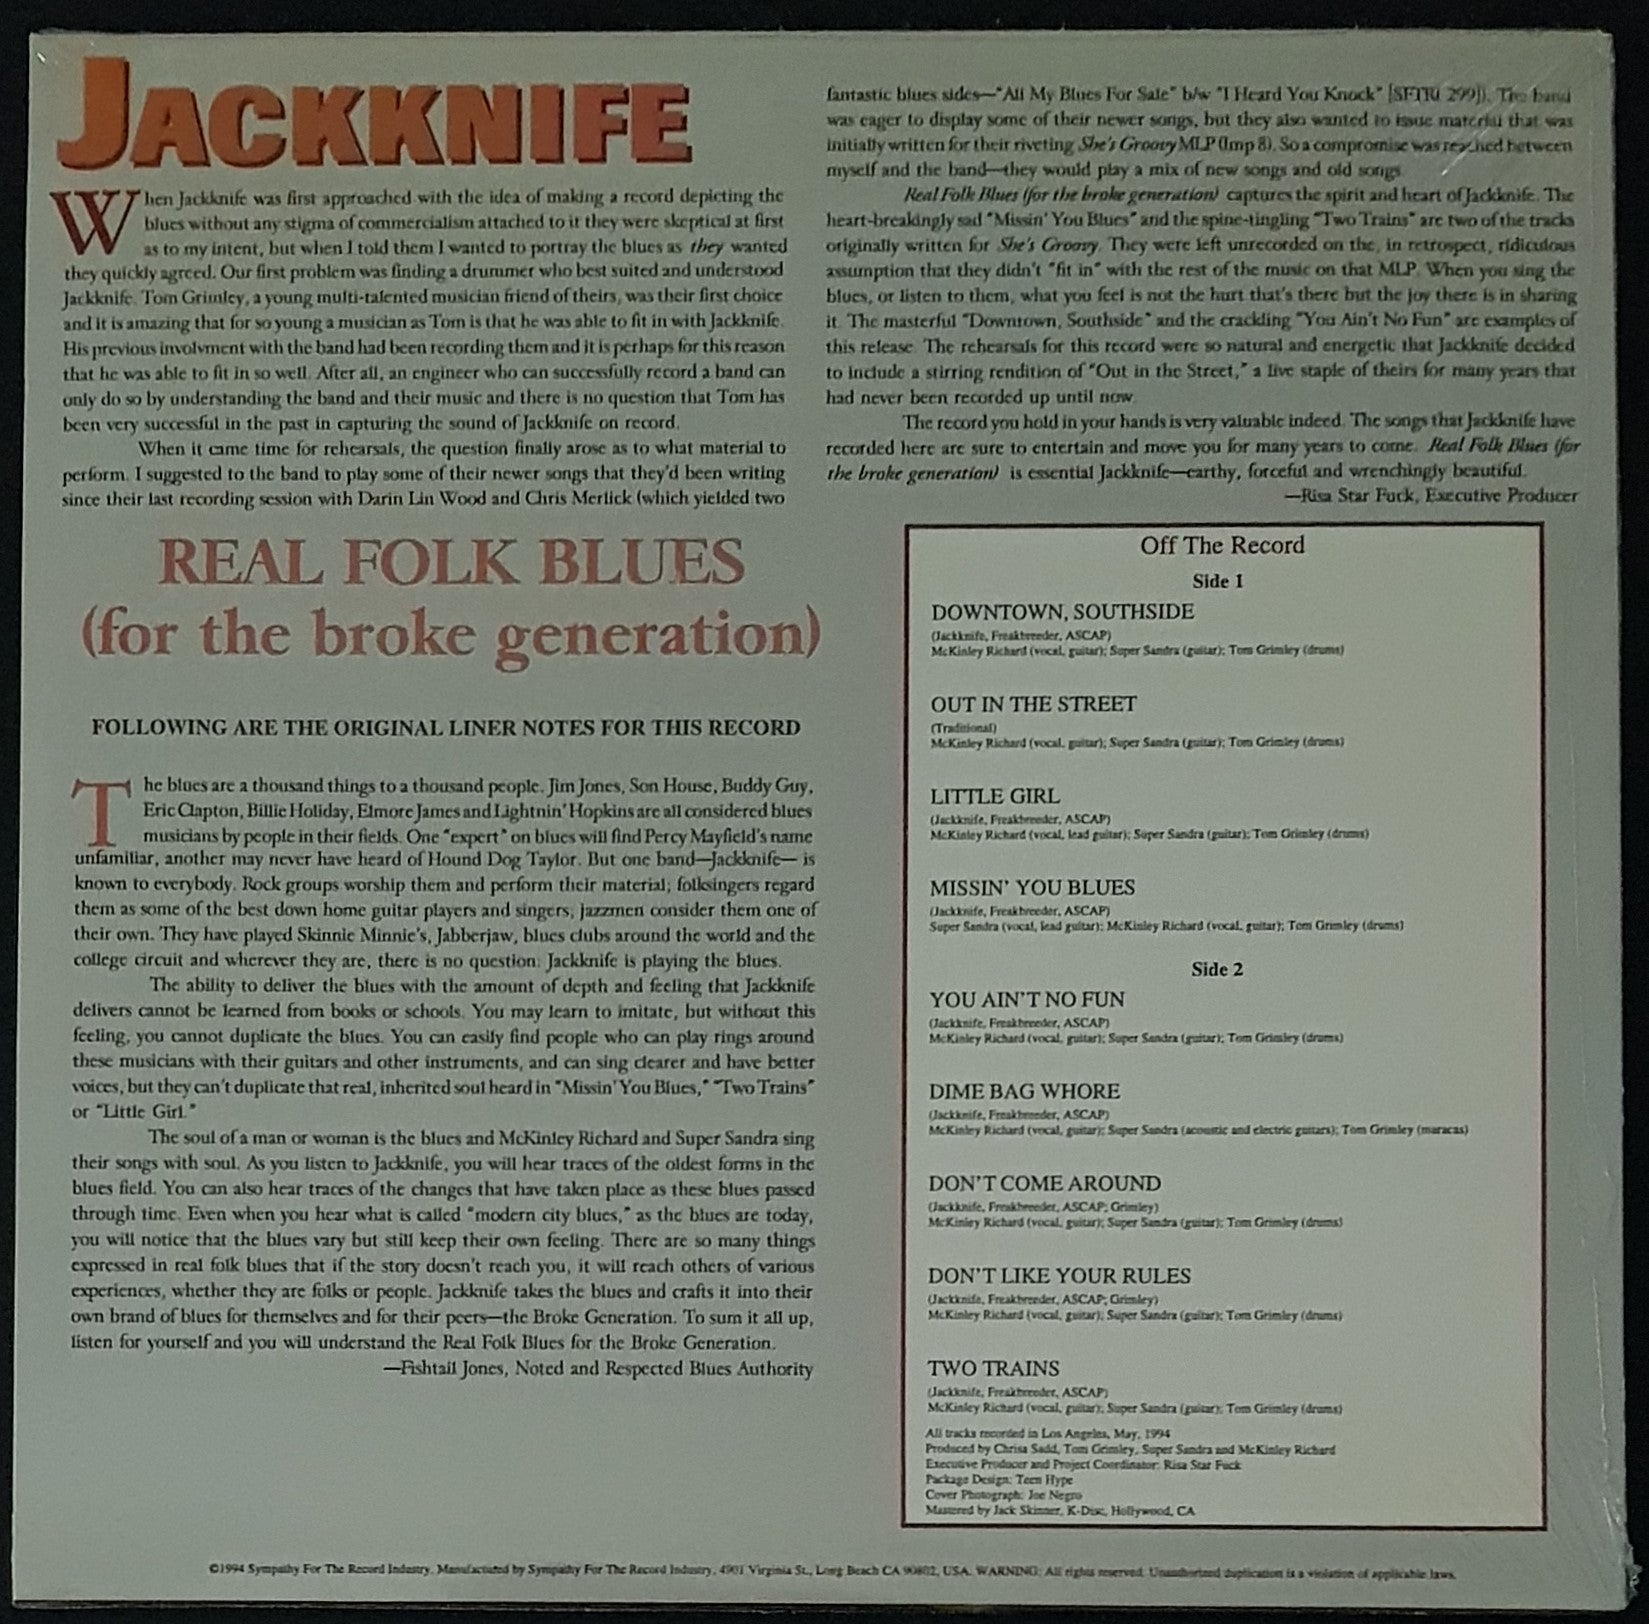 JACKKNIFE
When Jackknife was first approached with the idea of making a record depicting the
blues without any stigma of commercialism attached to it they were skeptical at first
as to my intent, but when I told them I wanted to portray the blues as they wanted
they quickly agreed. Our first problem was finding a drummer who best suited and understood
Jackknife. Tom Grimley, a young multi-talented musician friend of theirs, was their first choice
and it is amazing that for so young a musician as Tom is that he was able to fit in with Jackknife.
His previous involvment with the band had been recording them and it is perhaps for this reason
that he was able to fit in so well. After all, an engineer who can successfully record a band can
only do so by understanding the band and their music and there is no question that Tom has
been very successful in the past in capturing the sound of Jackknife on record.
When it came time for rehearsals, the question finally arose as to what material to
perform. I suggested to the band to play some of their newer songs that they'd been writing
since their last recording session with Darin Lin Wood and Chris Merlick (which yielded two
fantastic blues sides—"All My Blues For Sale" b/w "I Heard You Knock" [SFTRI 299]). The band
was eager to display some of their newer songs, but they also wanted to issue material that was
initially written for their riveting She's Groovy MLP (Imp 8). So a compromise was reached between
myself and the band—they would play a mix of new songs and old songs.
Real Folk Blues (for the broke generation) captures the spirit and heart of Jackknife. The
heart-breakingly sad "Missin' You Blues" and the spine-tingling "Two Trains" are two of the tracks
originally written for She's Groovy. They were left unrecorded on the, in retrospect, ridiculous
assumption that they didn't "fit in" with the rest of the music on that MLP. When you sing the
blues, or listen to them, what you feel is not the hurt that's there but the joy there is in sharing
it. The masterful "Downtown, Southside" and the crackling "You Ain't No Fun" are examples of
this release. The rehearsals for this record were so natural and energetic that Jackknife decided
to include a stirring rendition of "Out in the Street," a live staple of theirs for many years that
had never been recorded up until now.
The record you hold in your hands is very valuable indeed. The songs that Jackknife have
recorded here are sure to entertain and move you for many years to come. Real Folk Blues (for
the broke generation) is essential Jackknife—earthy, forceful and wrenchingly beautiful.
—Risa Star Fuck, Executive Producer
REAL FOLK BLUES
(for the broke generation)
FOLLOWING ARE THE ORIGINAL LINER NOTES FOR THIS RECORD
The blues are a thousand things to a thousand people. Jim Jones, Son House, Buddy Guy,
Eric Clapton, Billie Holiday, Elmore James and Lightnin' Hopkins are all considered blues
musicians by people in their fields. One "expert" on blues will find Percy Mayfield's name
unfamiliar, another may never have heard of Hound Dog Taylor. But one band—Jackknife— is
known to everybody. Rock groups worship them and perform their material; folksingers regard
them as some of the best down home guitar players and singers; jazzmen consider them one of
their own. They have played Skinnie Minnie's, Jabberjaw, blues clubs around the world and the
college circuit and wherever they are, there is no question: Jackknife is playing the blues.
The ability to deliver the blues with the amount of depth and feeling that Jackknife
delivers cannot be learned from books or schools. You may learn to imitate, but without this
feeling, you cannot duplicate the blues. You can easily find people who can play rings around
these musicians with their guitars and other instruments, and can sing clearer and have better
voices, but they can't duplicate that real, inherited soul heard in "Missin' You Blues," "Two Trains"
or "Little Girl."
The soul of a man or woman is the blues and McKinley Richard and Super Sandra sing
their songs with soul. As you listen to Jackknife, you will hear traces of the oldest forms in the
blues field. You can also hear traces of the changes that have taken place as these blues passed
through time. Even when you hear what is called "modern city blues," as the blues are today,
you will notice that the blues vary but still keep their own feeling. There are so many things
expressed in real folk blues that if the story doesn't reach you, it will reach others of various
experiences, whether they are folks or people. Jackknife takes the blues and crafts it into their
own brand of blues for themselves and for their peers—the Broke Generation. To sum it all up,
listen for yourself and you will understand the Real Folk Blues for the Broke Generation.
—Fishtail Jones, Noted and Respected Blues Authority
Off The Record
Side 1
DOWNTOWN, SOUTHSIDE
(Jackknife, Freakbreeder, ASCAP)
McKinley Richard (vocal, guitar); Super Sandra (guitar); Tom Grimley (drums)
OUT IN THE STREET
(Traditional)
McKinley Richard (vocal, guitar); Super Sandra (guitar); Tom Grimley (drums)
LITTLE GIRL
(Jackknife, Freakbreeder, ASCAP)
McKinley Richard (vocal, lead guitar); Super Sandra (guitar); Tom Grimley (drums)
MISSIN' YOU BLUES
(Jackknife, Freakbreeder, ASCAP)
Super Sandra (vocal, lead guitar); McKinley Richard (vocal, guitar); Tom Grimley (drums)
Side 2
YOU AIN'T NO FUN
(Jackknife, Freakbreeder, ASCAP)
McKinley Richard (vocal, guitar); Super Sandra (guitar); Tom Grimley (drums)
DIME BAG WHORE
(Jackknife, Freakbreeder, ASCAP)
McKinley Richard (vocal, guitar); Super Sandra (acoustic and electric guitars); Tom Grimley (maracas)
DON'T COME AROUND
(Jackknife, Freakbreeder, ASCAP; Grimley)
McKinley Richard (vocal, guitar); Super Sandra (guitar); Tom Grimley (drums)
DON'T LIKE YOUR RULES
(Jackknife, Freakbreeder, ASCAP; Grimley)
McKinley Richard (vocal, guitar); Super Sandra (guitar); Tom Grimley (drums)
TWO TRAINS
(Jackknife, Freakbreeder, ASCAP)
McKinley Richard (vocal, guitar); Super Sandra (guitar); Tom Grimley (drums)
All tracks recorded in Los Angeles, May, 1994
Produced by Chrisa Sadd, Tom Grimley, Super Sandra and McKinley Richard
Executive Producer and Project Coordinator: Risa Star Fuck
Package Design: Teen Hype
Cover Photograph: Joe Negro
Mastered by Jack Skinner, K-Disc, Hollywood, CA
©1994 Sympathy For The Record Industry. Manufactured by Sympathy For The Record Industry, 4901 Virginia St., Long Beach CA 90802, USA. WARNING: All rights reserved. Unauthorized duplication is a violation of applicable laws.